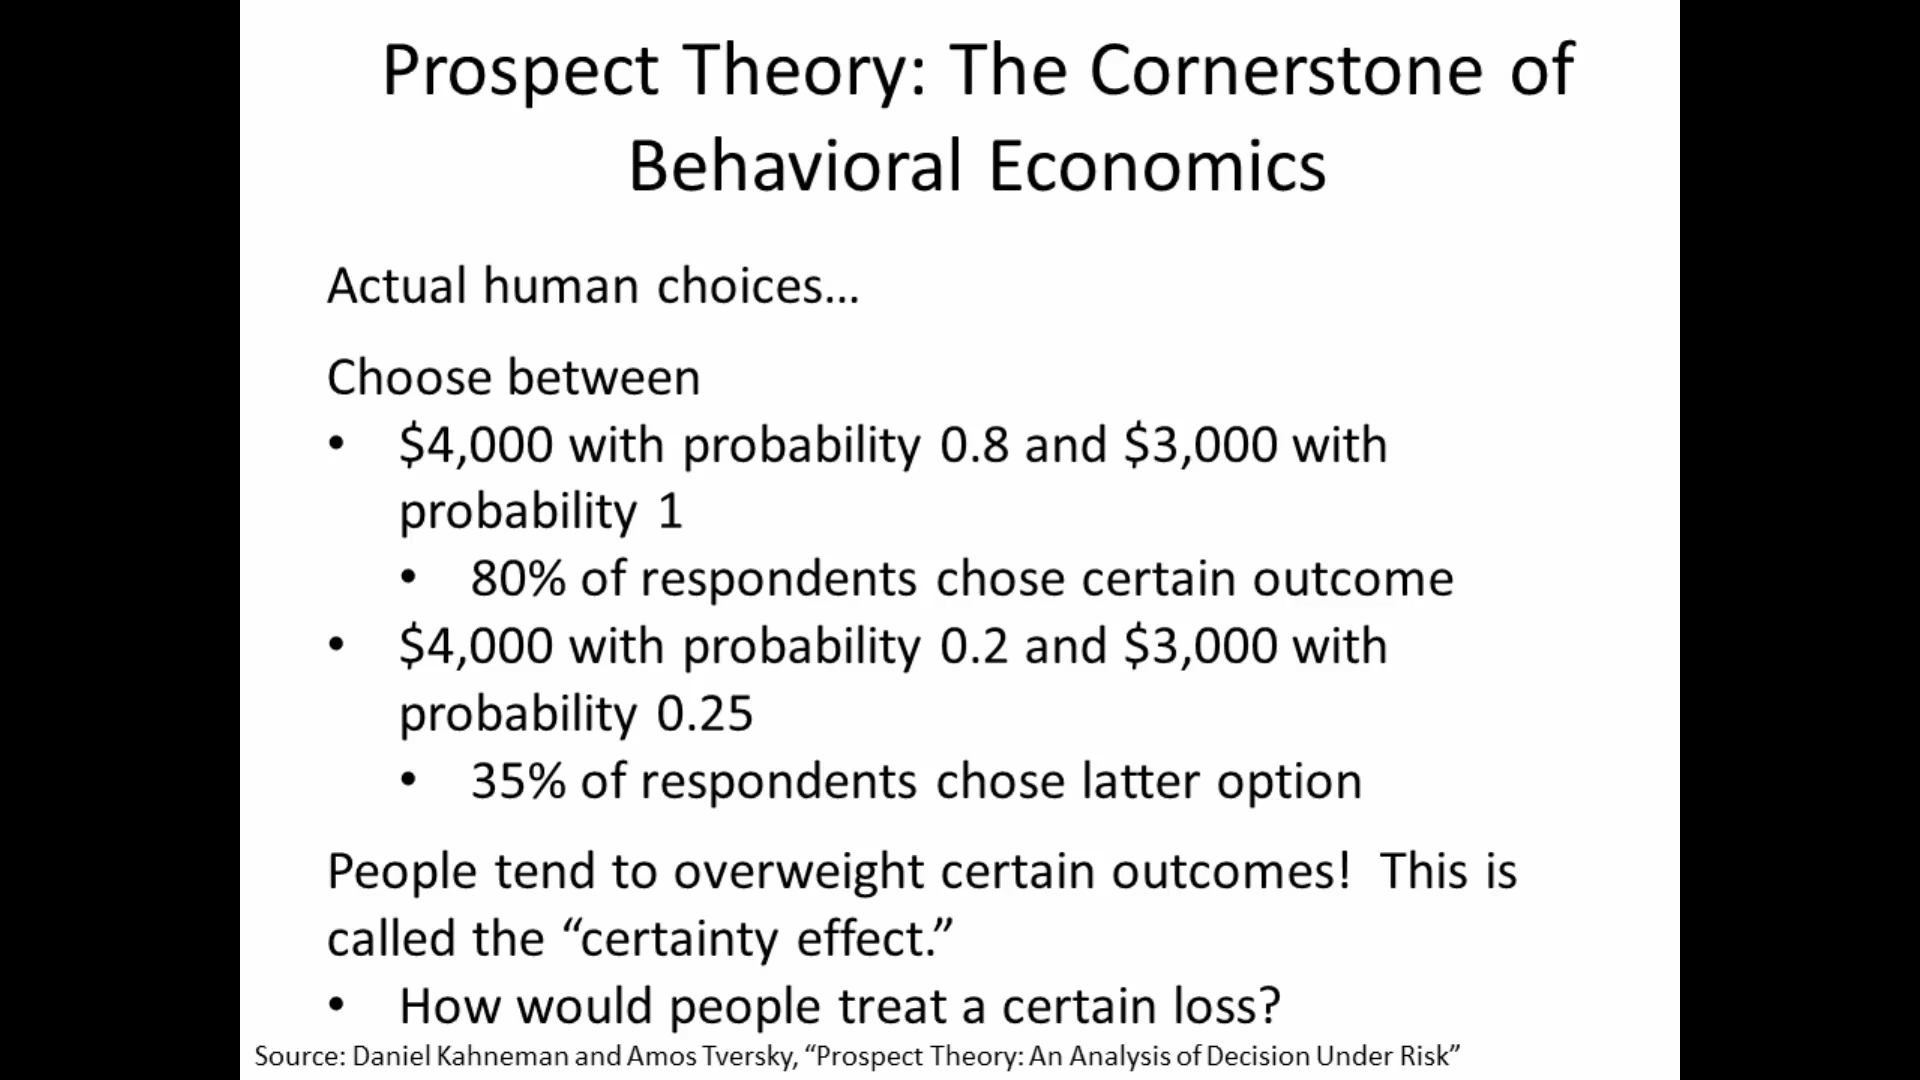 Prospect Theory: The Cornerstone of
Behavioral Economics
Actual human choices…
Choose between
• $4,000 with probability 0.8 and $3,000 with
probability 1
• 80% of respondents chose certain outcome
• $4,000 with probability 0.2 and $3,000 with
probability 0.25
• 35% of respondents chose latter option
People tend to overweight certain outcomes!  This is
called the “certainty effect.”
• How would people treat a certain loss?
Source: Daniel Kahneman and Amos Tversky, “Prospect Theory: An Analysis of Decision Under Risk”